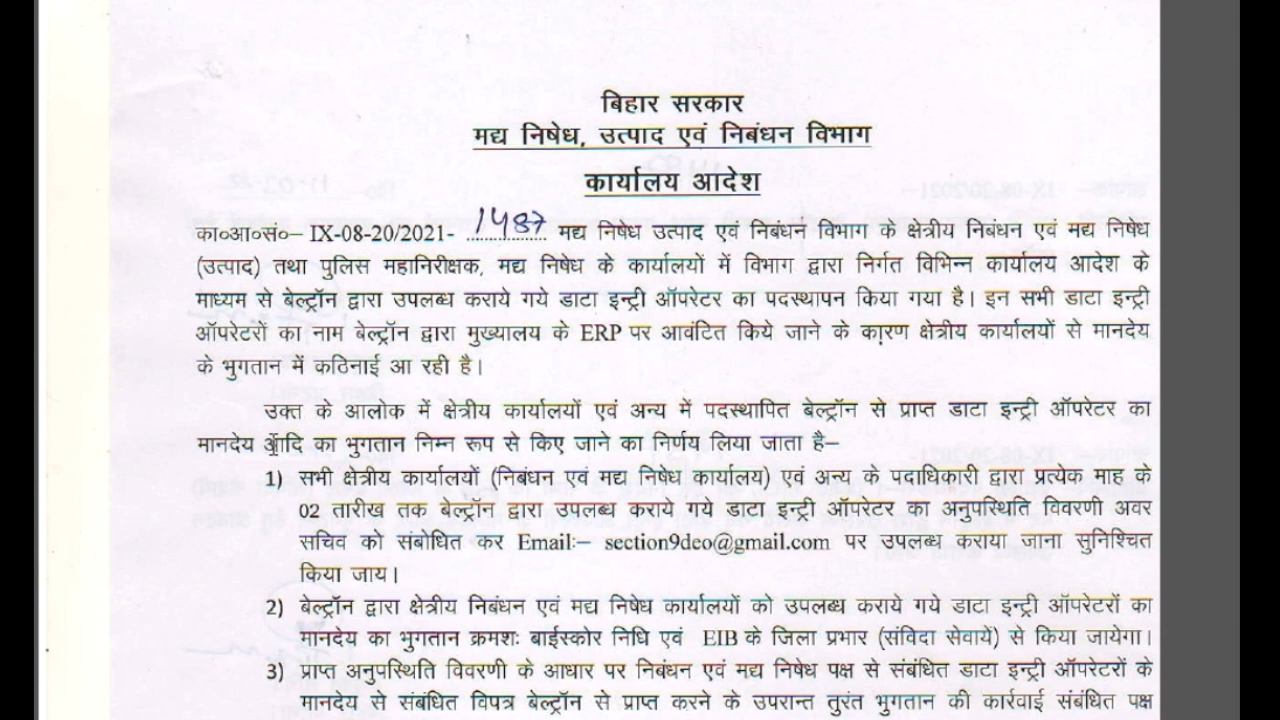 बिहार सरकार
मद्य निषेध, उत्पाद एवं निबंधन विभाग
कार्यालय आदेश
का०आ०सं०– IX-08-20/2021- 1487 मद्य निषेध उत्पाद एवं निबंधन विभाग के क्षेत्रीय निबंधन एवं मद्य निषेध
(उत्पाद) तथा पुलिस महानिरीक्षक, मद्य निषेध के कार्यालयों में विभाग द्वारा निर्गत विभिन्न कार्यालय आदेश के
माध्यम से बेल्ट्रॉन द्वारा उपलब्ध कराये गये डाटा इन्ट्री ऑपरेटर का पदस्थापन किया गया है। इन सभी डाटा इन्ट्री
ऑपरेटरों का नाम बेल्ट्रॉन द्वारा मुख्यालय के ERP पर आवंटित किये जाने के कारण क्षेत्रीय कार्यालयों से मानदेय
के भुगतान में कठिनाई आ रही है।
उक्त के आलोक में क्षेत्रीय कार्यालयों एवं अन्य में पदस्थापित बेल्ट्रॉन से प्राप्त डाटा इन्ट्री ऑपरेटर का
मानदेय आदि का भुगतान निम्न रूप से किए जाने का निर्णय लिया जाता है–
1) सभी क्षेत्रीय कार्यालयों (निबंधन एवं मद्य निषेध कार्यालय) एवं अन्य के पदाधिकारी द्वारा प्रत्येक माह के
02 तारीख तक बेल्ट्रॉन द्वारा उपलब्ध कराये गये डाटा इन्ट्री ऑपरेटर का अनुपस्थिति विवरणी अवर
सचिव को संबोधित कर Email:– section9deo@gmail.com पर उपलब्ध कराया जाना सुनिश्चित
किया जाय।
2) बेल्ट्रॉन द्वारा क्षेत्रीय निबंधन एवं मद्य निषेध कार्यालयों को उपलब्ध कराये गये डाटा इन्ट्री ऑपरेटरों का
मानदेय का भुगतान क्रमशः बाईस्कोर निधि एवं EIB के जिला प्रभार (संविदा सेवायें) से किया जायेगा।
3) प्राप्त अनुपस्थिति विवरणी के आधार पर निबंधन एवं मद्य निषेध पक्ष से संबंधित डाटा इन्ट्री ऑपरेटरों के
मानदेय से संबंधित विपत्र बेल्ट्रॉन से प्राप्त करने के उपरान्त तुरंत भुगतान की कार्रवाई संबंधित पक्ष